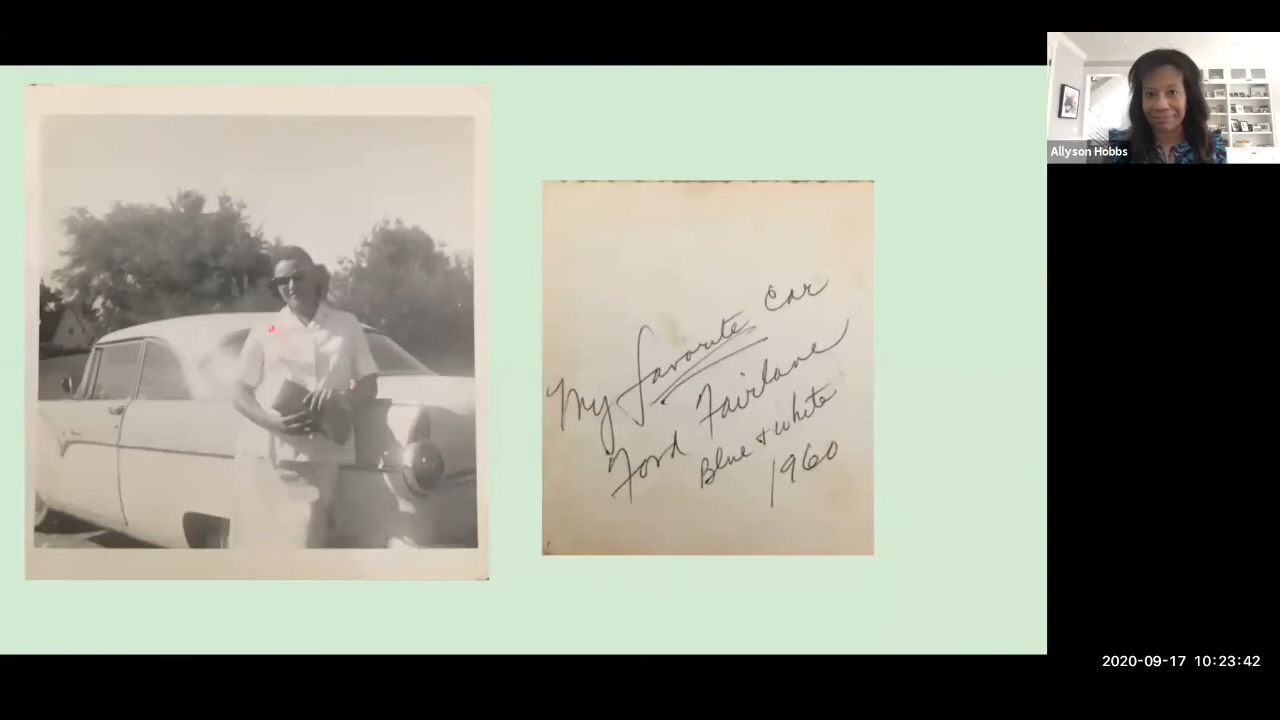 My favorite Car
Ford Fairlane
Blue + white
1960
Allyson Hobbs
2020-09-17 10:23:42